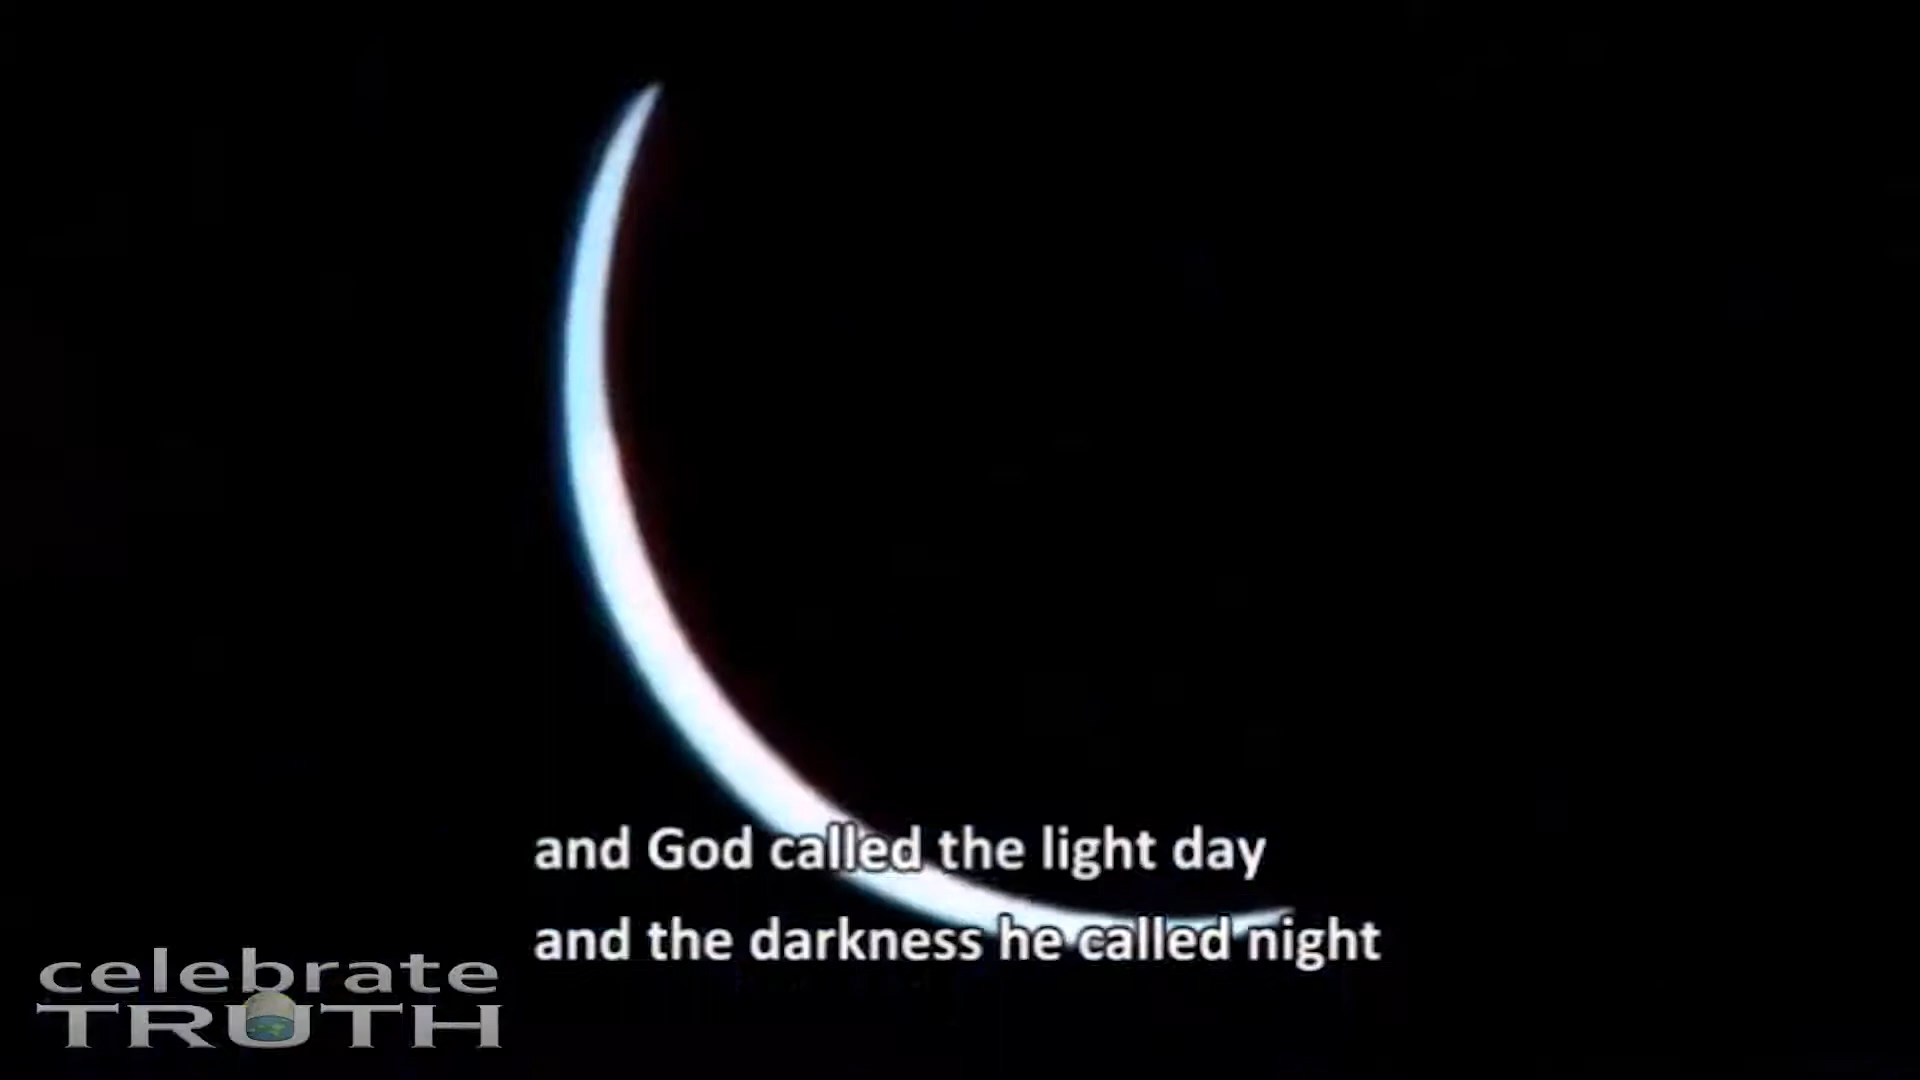 and God called the light day
and the darkness he called night
celebrate
TRUTH